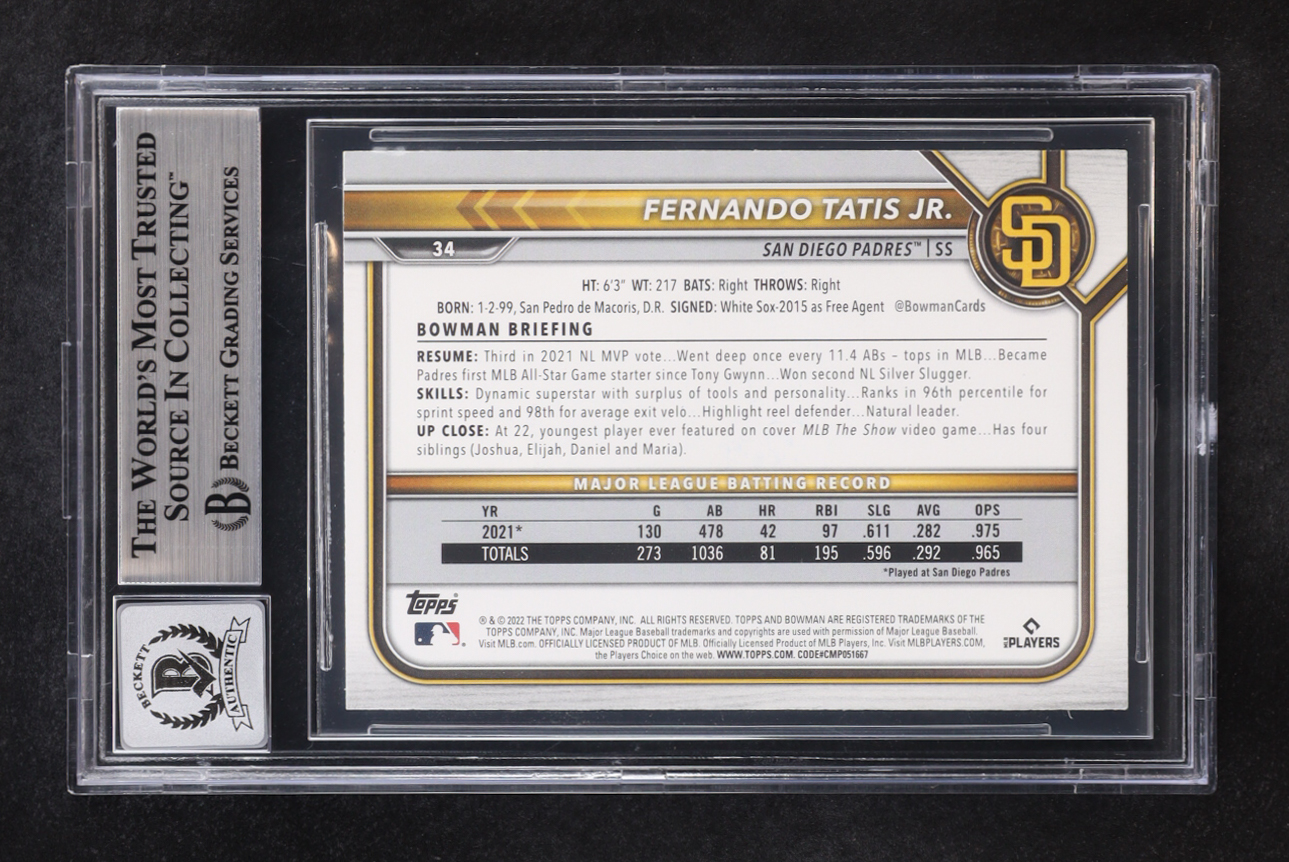 THE WORLD'S MOST TRUSTED
SOURCE IN COLLECTING™
B BECKETT GRADING SERVICES
BECKETT
BV
AUTHENTIC
FERNANDO TATIS JR.
34
SAN DIEGO PADRES™ | SS
SD
HT: 6'3" WT: 217 BATS: Right THROWS: Right
BORN: 1-2-99, San Pedro de Macoris, D.R. SIGNED: White Sox-2015 as Free Agent @BowmanCards
BOWMAN BRIEFING
RESUME: Third in 2021 NL MVP vote...Went deep once every 11.4 ABs – tops in MLB...Became
Padres first MLB All-Star Game starter since Tony Gwynn...Won second NL Silver Slugger.
SKILLS: Dynamic superstar with surplus of tools and personality...Ranks in 96th percentile for
sprint speed and 98th for average exit velo...Highlight reel defender...Natural leader.
UP CLOSE: At 22, youngest player ever featured on cover MLB The Show video game...Has four
siblings (Joshua, Elijah, Daniel and Maria).
MAJOR LEAGUE BATTING RECORD
YR G AB HR RBI SLG AVG OPS
2021* 130 478 42 97 .611 .282 .975
TOTALS 273 1036 81 195 .596 .292 .965
*Played at San Diego Padres
Topps
® & © 2022 THE TOPPS COMPANY, INC. ALL RIGHTS RESERVED. TOPPS AND BOWMAN ARE REGISTERED TRADEMARKS OF THE
TOPPS COMPANY, INC. Major League Baseball trademarks and copyrights are used with permission of Major League Baseball.
Visit MLB.com. OFFICIALLY LICENSED PRODUCT OF MLB. Officially Licensed Product of MLB Players, Inc. Visit MLBPLAYERS.COM,
the Players Choice on the web. WWW.TOPPS.COM. CODE#CMP051667
MLB PLAYERS